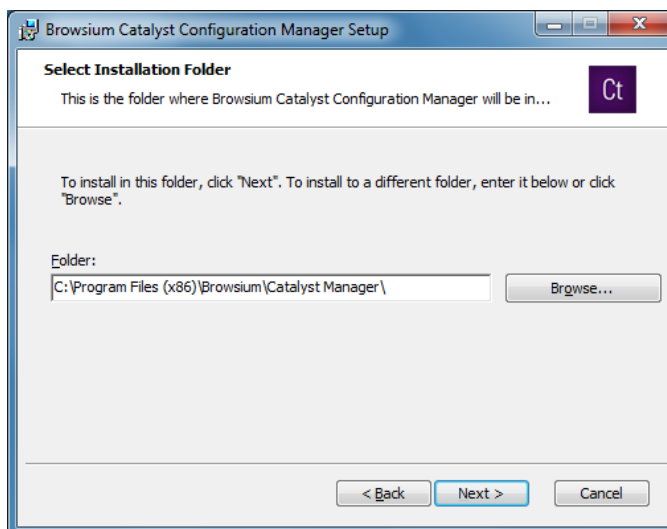 Browsium Catalyst Configuration Manager Setup
Select Installation Folder
This is the folder where Browsium Catalyst Configuration Manager will be in...
Ct
To install in this folder, click "Next". To install to a different folder, enter it below or click
"Browse".
Folder:
C:\Program Files (x86)\Browsium\Catalyst Manager\
Browse...
< Back
Next >
Cancel